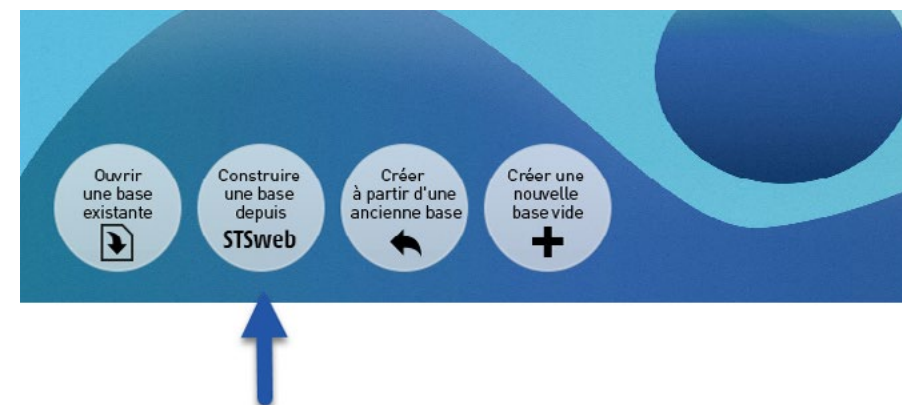 Ouvrir
une base
existante
Construire
une base
depuis
STSweb
Créer
à partir d'une
ancienne base
Créer une
nouvelle
base vide